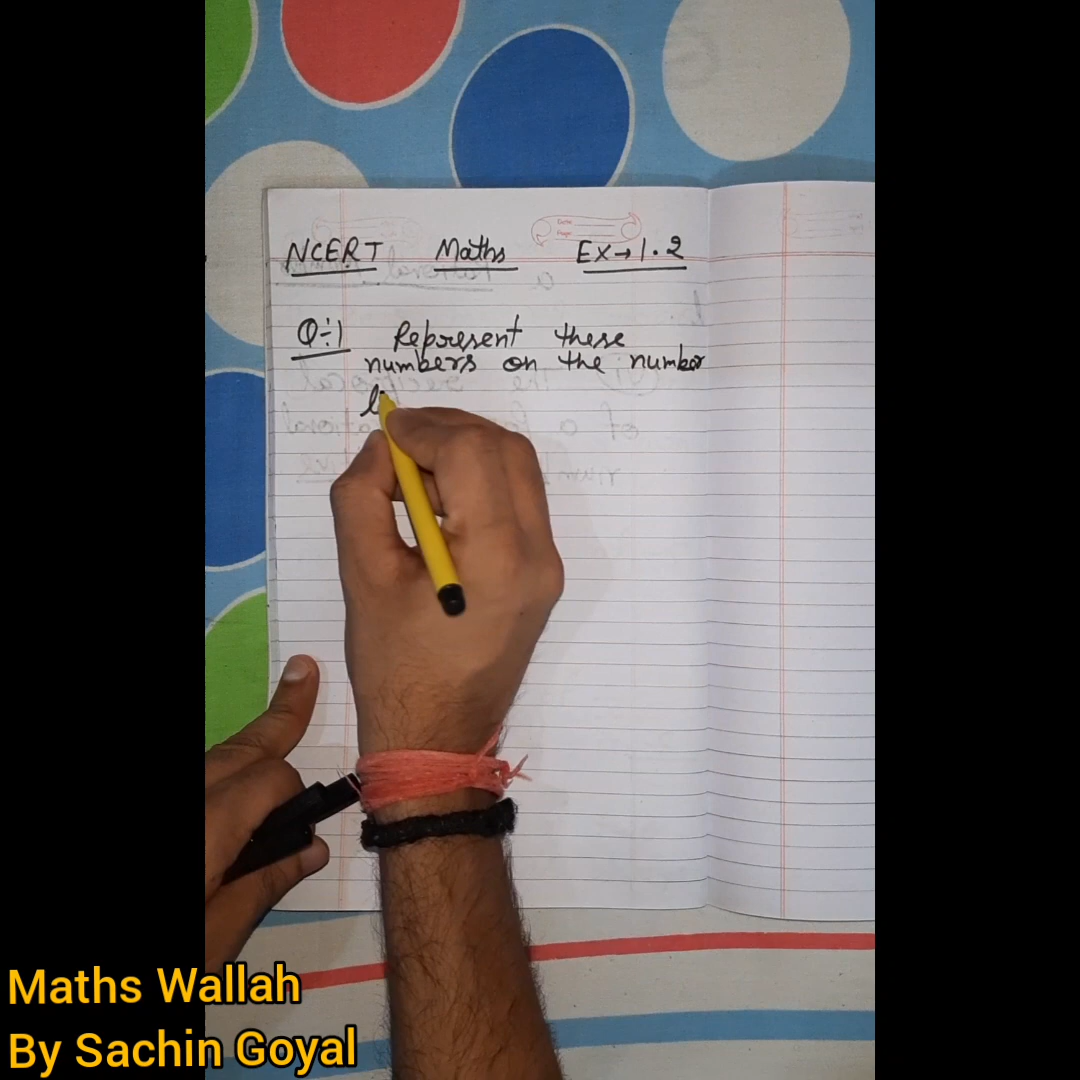 NCERT Maths Ex→1.2
Q÷1 Represent these
numbers on the number
Maths Wallah
By Sachin Goyal